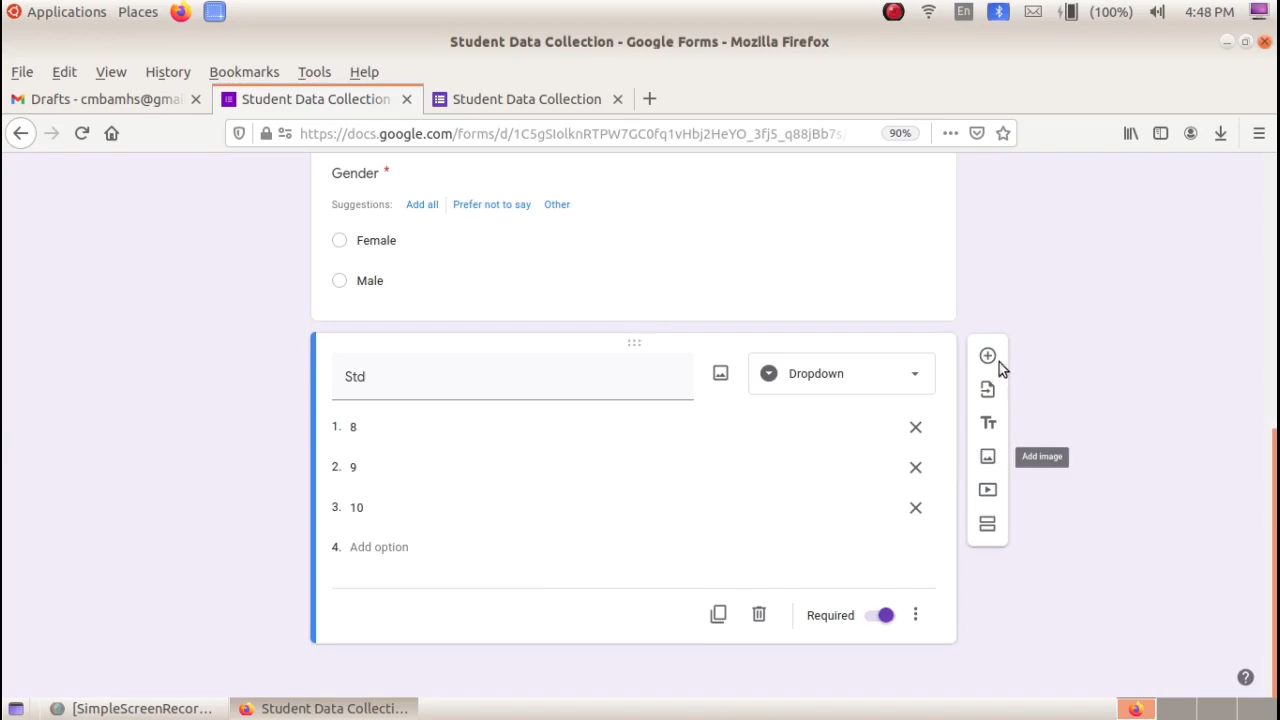 Applications Places En (100%) 4:48 PM
Student Data Collection - Google Forms - Mozilla Firefox
File Edit View History Bookmarks Tools Help
Drafts - cmbamhs@gmai Student Data Collection Student Data Collection
https://docs.google.com/forms/d/1C5gSIolknRTPW7GC0fq1vHbj2HeYO_3fj5_q88jBb7s/ 90%
Gender *
Suggestions: Add all Prefer not to say Other
Female
Male
Std Dropdown
1. 8
2. 9
Add image
3. 10
4. Add option
Required
[SimpleScreenRecor... Student Data Collecti...